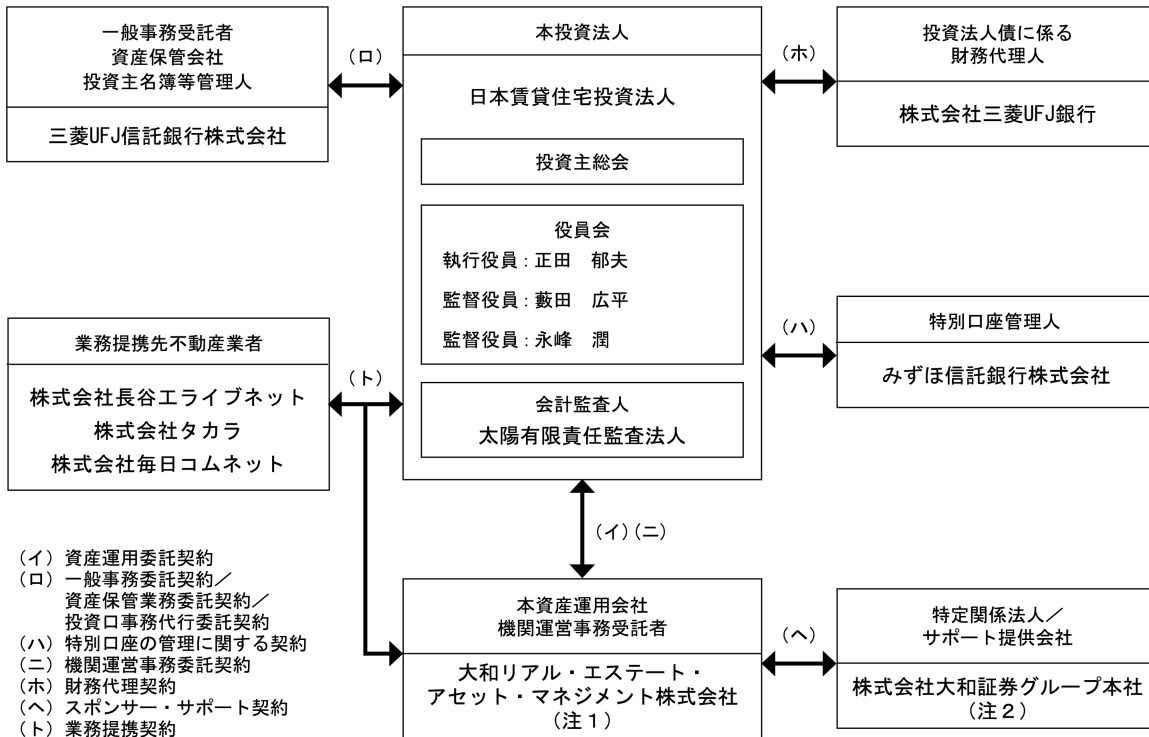 一般事務受託者
資産保管会社
投資主名簿等管理人
三菱UFJ信託銀行株式会社
(ロ)
本投資法人
日本賃貸住宅投資法人
投資主総会
役員会
執行役員:正田 郁夫
監督役員:藪田 広平
監督役員:永峰 潤
会計監査人
太陽有限責任監査法人
(ホ)
投資法人債に係る
財務代理人
株式会社三菱UFJ銀行
(ハ)
特別口座管理人
みずほ信託銀行株式会社
業務提携先不動産業者
株式会社長谷工ライブネット
株式会社タカラ
株式会社毎日コムネット
(ト)
(イ)(ニ)
本資産運用会社
機関運営事務受託者
大和リアル・エステート・
アセット・マネジメント株式会社
(注1)
(ヘ)
特定関係法人/
サポート提供会社
株式会社大和証券グループ本社
(注2)
(イ)資産運用委託契約
(ロ)一般事務委託契約/
資産保管業務委託契約/
投資口事務代行委託契約
(ハ)特別口座の管理に関する契約
(ニ)機関運営事務委託契約
(ホ)財務代理契約
(ヘ)スポンサー・サポート契約
(ト)業務提携契約